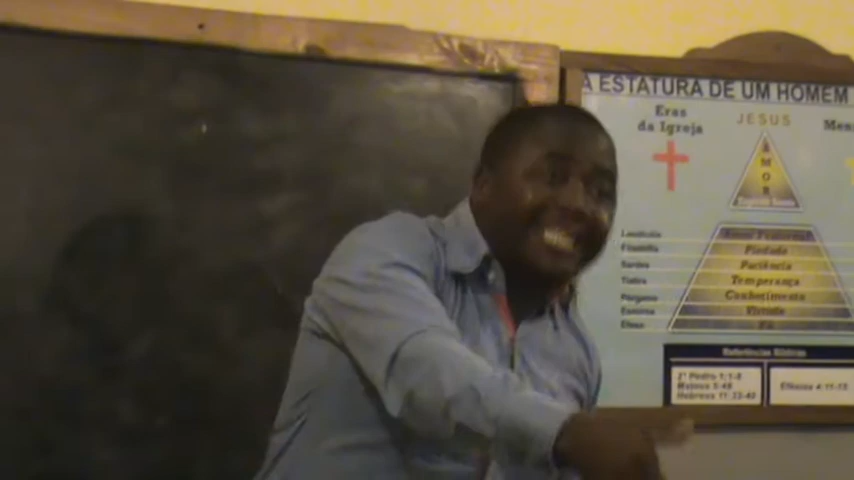 A ESTATURA DE UM HOMEM
Eras
da Igreja
JESUS
AMOR
Espírito Santo
Laodicéia
Filadélfia
Sardes
Tiatira
Pérgamo
Esmirna
Éfeso
Piedade
Paciência
Temperança
Conhecimento
Virtude
Fé
Referências Bíblicas
2ª Pedro 1:1-8
Mateus 5:48
Hebreus 11:33-40
Efésios 4:11-13